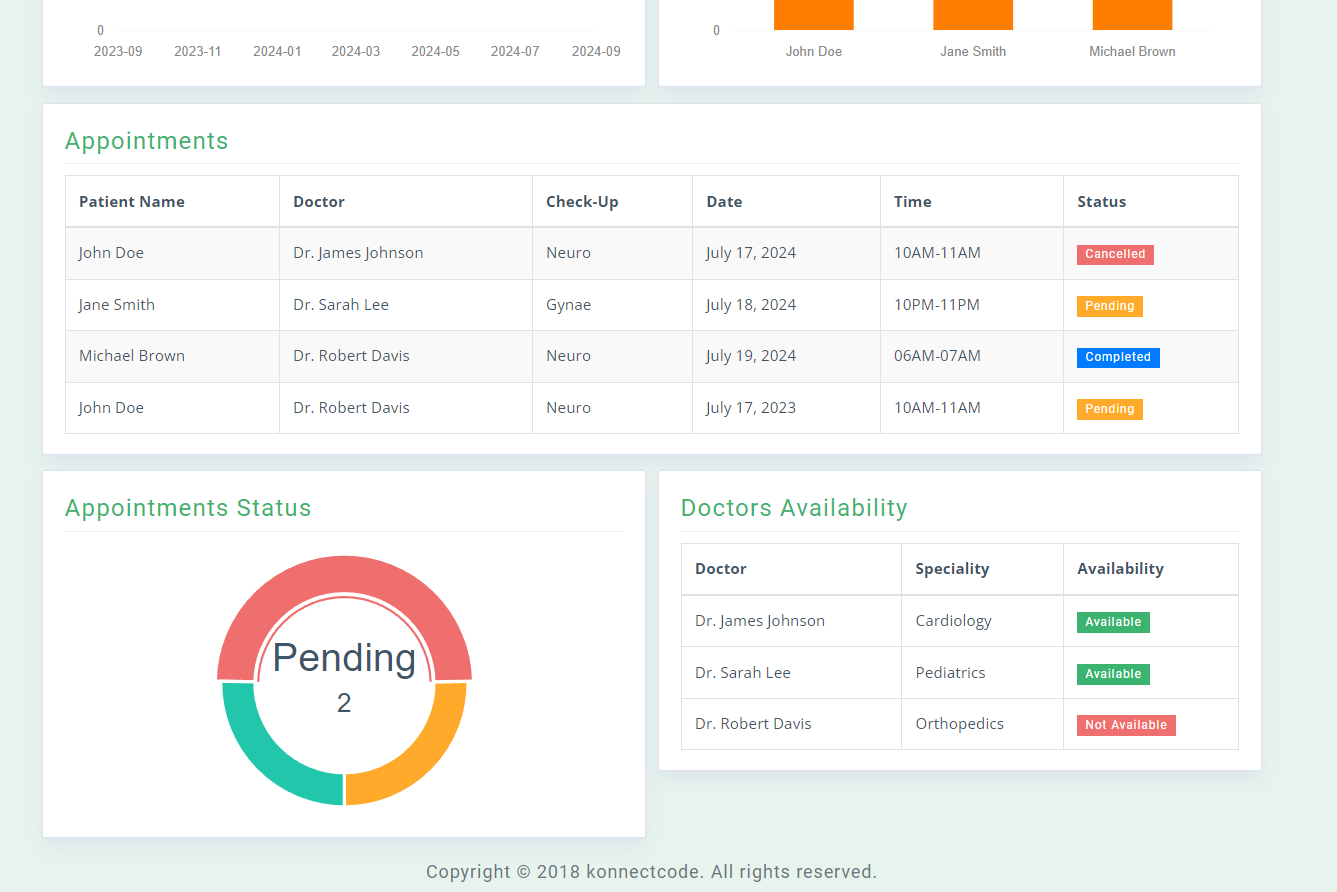 0
2023-09 2023-11 2024-01 2024-03 2024-05 2024-07 2024-09
0
John Doe Jane Smith Michael Brown
Appointments
Patient Name Doctor Check-Up Date Time Status
John Doe Dr. James Johnson Neuro July 17, 2024 10AM-11AM Cancelled
Jane Smith Dr. Sarah Lee Gynae July 18, 2024 10PM-11PM Pending
Michael Brown Dr. Robert Davis Neuro July 19, 2024 06AM-07AM Completed
John Doe Dr. Robert Davis Neuro July 17, 2023 10AM-11AM Pending
Appointments Status
Pending
2
Doctors Availability
Doctor Speciality Availability
Dr. James Johnson Cardiology Available
Dr. Sarah Lee Pediatrics Available
Dr. Robert Davis Orthopedics Not Available
Copyright © 2018 konnectcode. All rights reserved.